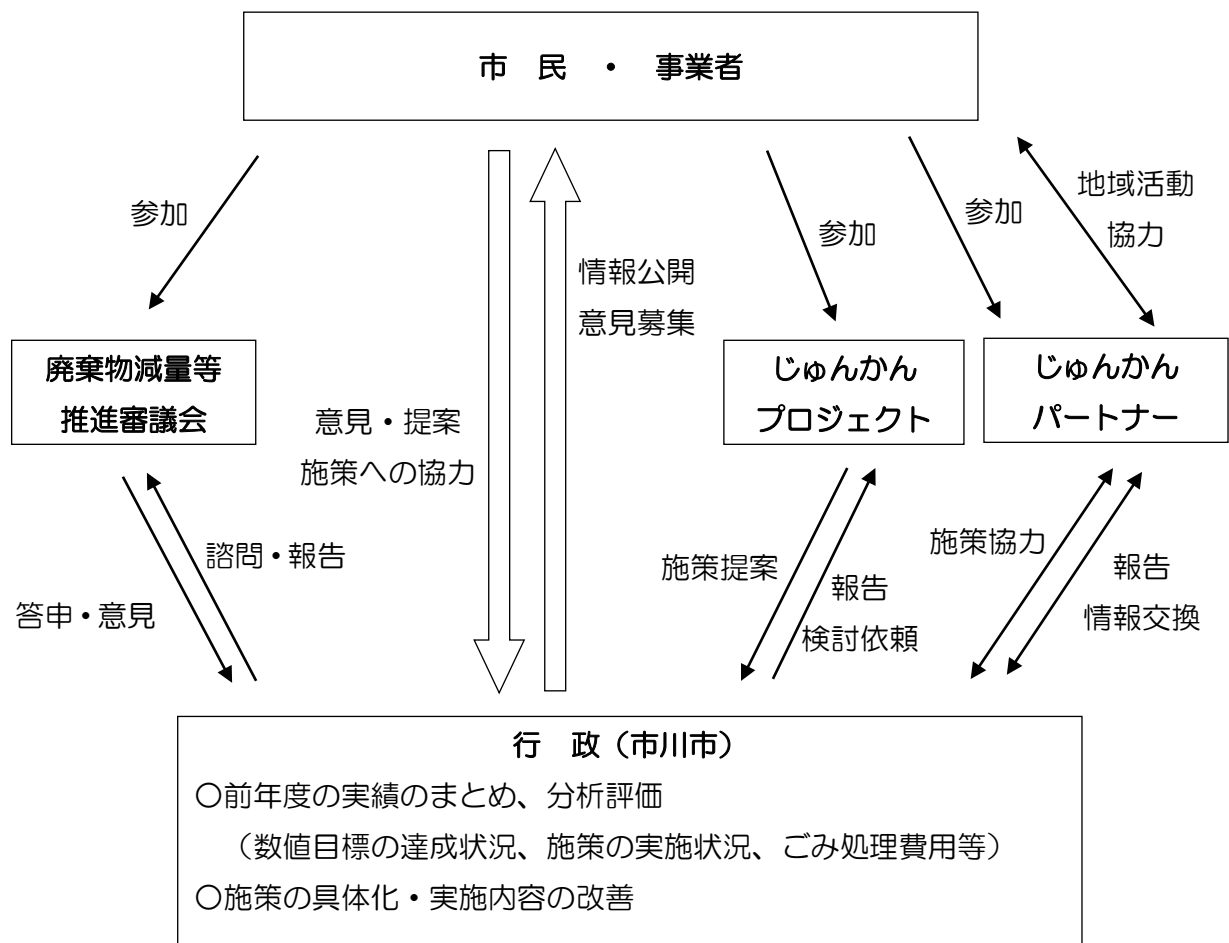 市　民　・　事業者
参加
情報公開
意見募集
参加
参加
地域活動
協力
廃棄物減量等
推進審議会
意見・提案
施策への協力
じゅんかん
プロジェクト
じゅんかん
パートナー
諮問・報告
答申・意見
施策提案
報告
検討依頼
施策協力
報告
情報交換
行　政（市川市）
○前年度の実績のまとめ、分析評価
（数値目標の達成状況、施策の実施状況、ごみ処理費用等）
○施策の具体化・実施内容の改善